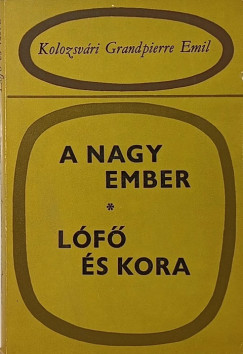 Kolozsvári Grandpierre Emil
A NAGY
EMBER
*
LÓFŐ
ÉS KORA